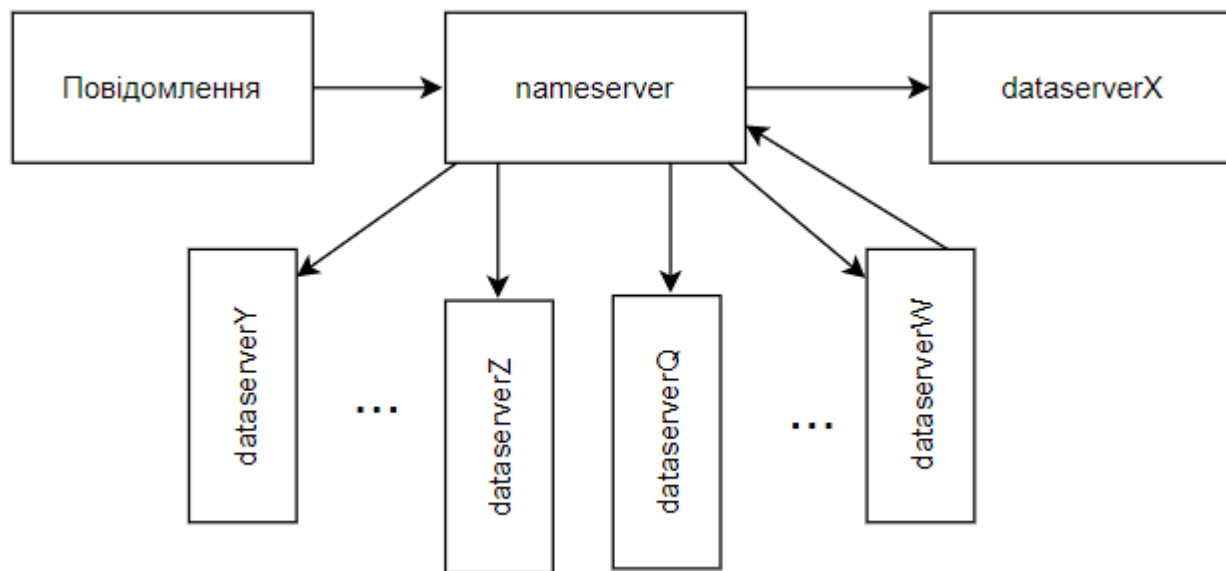 Повідомлення
nameserver
dataserverX
dataserverY
...
dataserverZ
dataserverQ
...
dataserverW